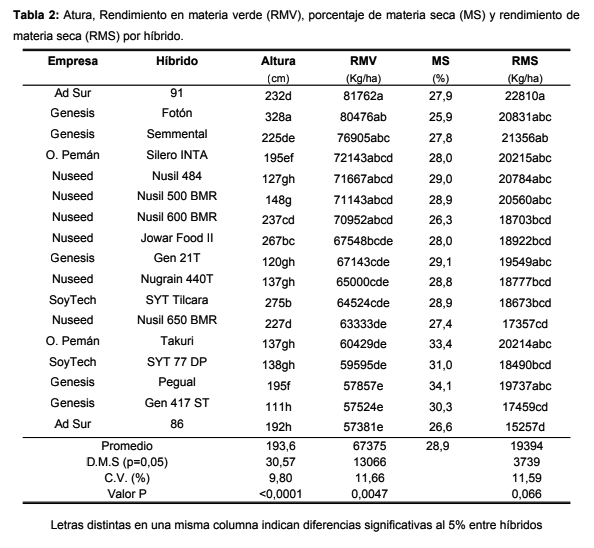 Tabla 2: Atura, Rendimiento en materia verde (RMV), porcentaje de materia seca (MS) y rendimiento de
materia seca (RMS) por híbrido.
Empresa Híbrido Altura RMV MS RMS
(cm) (Kg/ha) (%) (Kg/ha)
Ad Sur 91 232d 81762a 27,9 22810a
Genesis Fotón 328a 80476ab 25,9 20831abc
Genesis Semmental 225de 76905abc 27,8 21356ab
O. Pemán Silero INTA 195ef 72143abcd 28,0 20215abc
Nuseed Nusil 484 127gh 71667abcd 29,0 20784abc
Nuseed Nusil 500 BMR 148g 71143abcd 28,9 20560abc
Nuseed Nusil 600 BMR 237cd 70952abcd 26,3 18703bcd
Nuseed Jowar Food II 267bc 67548bcde 28,0 18922bcd
Genesis Gen 21T 120gh 67143cde 29,1 19549abc
Nuseed Nugrain 440T 137gh 65000cde 28,8 18777bcd
SoyTech SYT Tilcara 275b 64524cde 28,9 18673bcd
Nuseed Nusil 650 BMR 227d 63333de 27,4 17357cd
O. Pemán Takuri 137gh 60429de 33,4 20214abc
SoyTech SYT 77 DP 138gh 59595de 31,0 18490bcd
Genesis Pegual 195f 57857e 34,1 19737abc
Genesis Gen 417 ST 111h 57524e 30,3 17459cd
Ad Sur 86 192h 57381e 26,6 15257d
Promedio 193,6 67375 28,9 19394
D.M.S (p=0,05) 30,57 13066 3739
C.V. (%) 9,80 11,66 11,59
Valor P <0,0001 0,0047 0,066
Letras distintas en una misma columna indican diferencias significativas al 5% entre híbridos